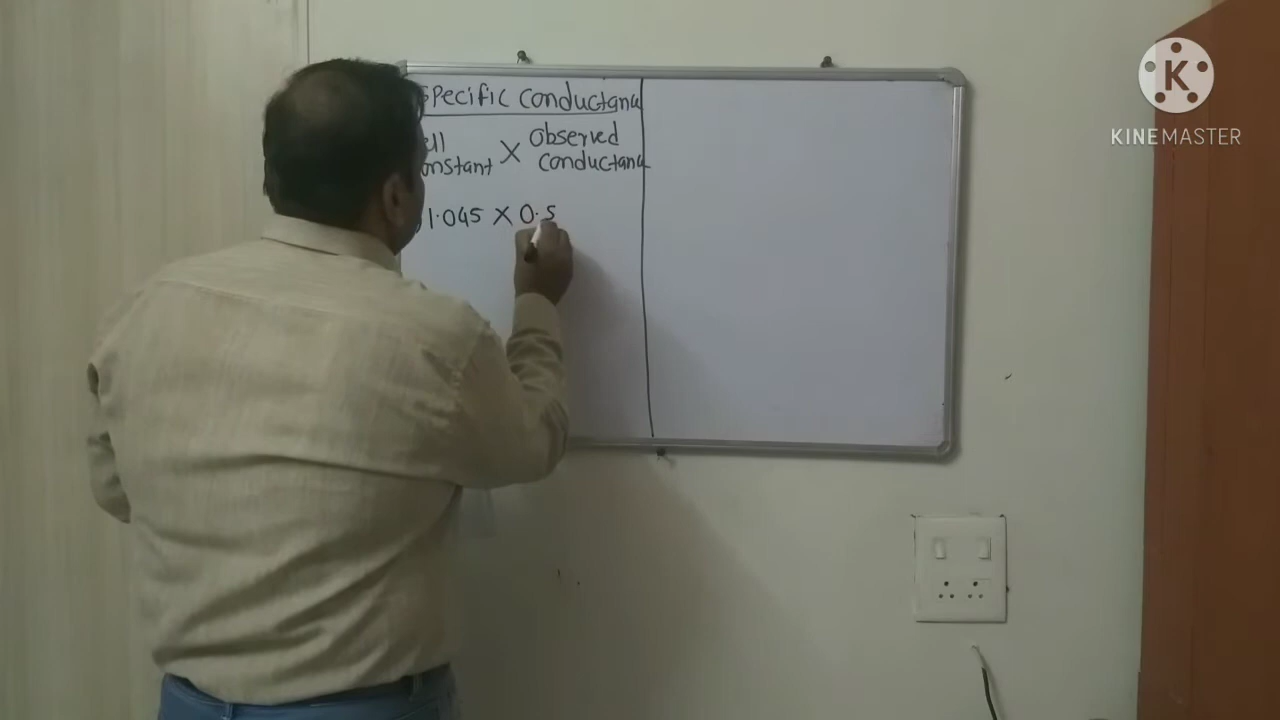 Specific conductance
ell
onstant X Observed conductance
1.045 X 0.5
K
KINEMASTER